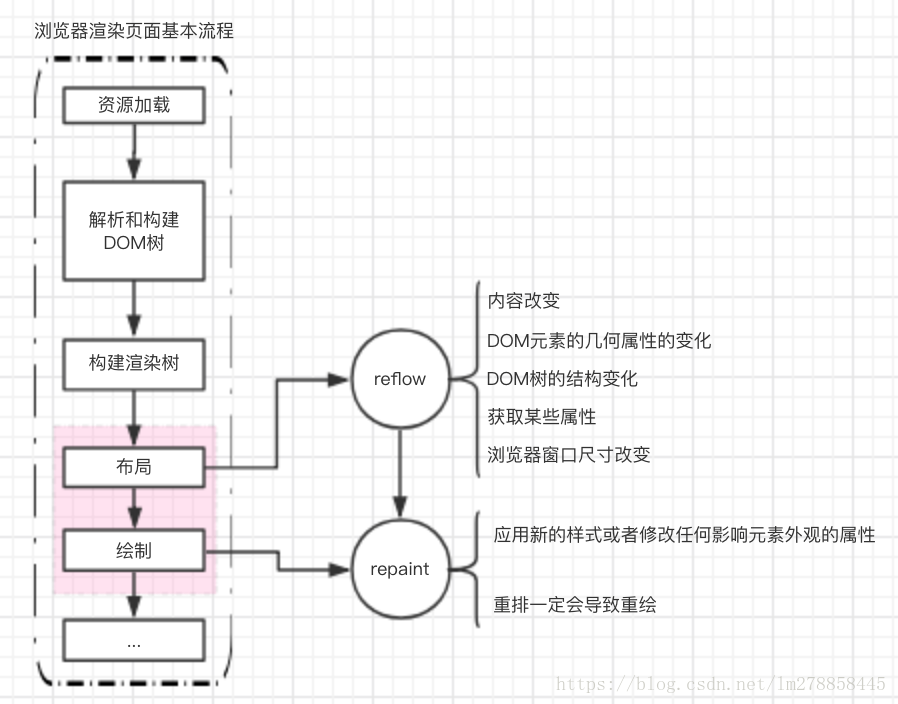 浏览器渲染页面基本流程
资源加载
解析和构建
DOM树
构建渲染树
布局
绘制
...
reflow
内容改变
DOM元素的几何属性的变化
DOM树的结构变化
获取某些属性
浏览器窗口尺寸改变
repaint
应用新的样式或者修改任何影响元素外观的属性
重排一定会导致重绘
https://blog.csdn.net/lm278858445